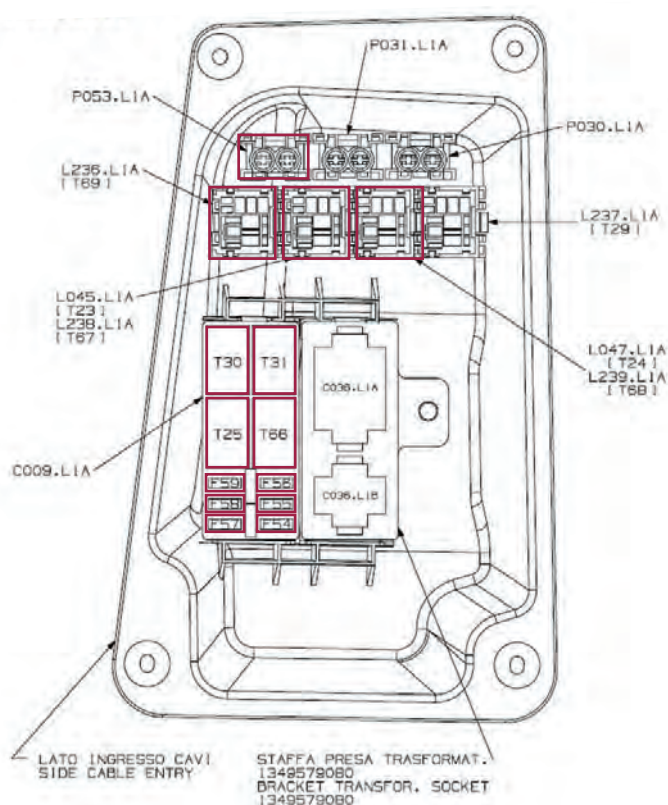 P031.L1A
P053.L1A
P030.L1A
L236.L1A
[T69]
L237.L1A
[T29]
L045.L1A
[T23]
L238.L1A
[T67]
L047.L1A
[T24]
L239.L1A
[T68]
T30 T31
C036.L1A
T25 T66
C009.L1A
F59 F56
C036.L1B
F58 F55
F57 F54
LATO INGRESSO CAVI
SIDE CABLE ENTRY
STAFFA PRESA TRASFORMAT.
1349579080
BRACKET TRANSFOR. SOCKET
1349579080